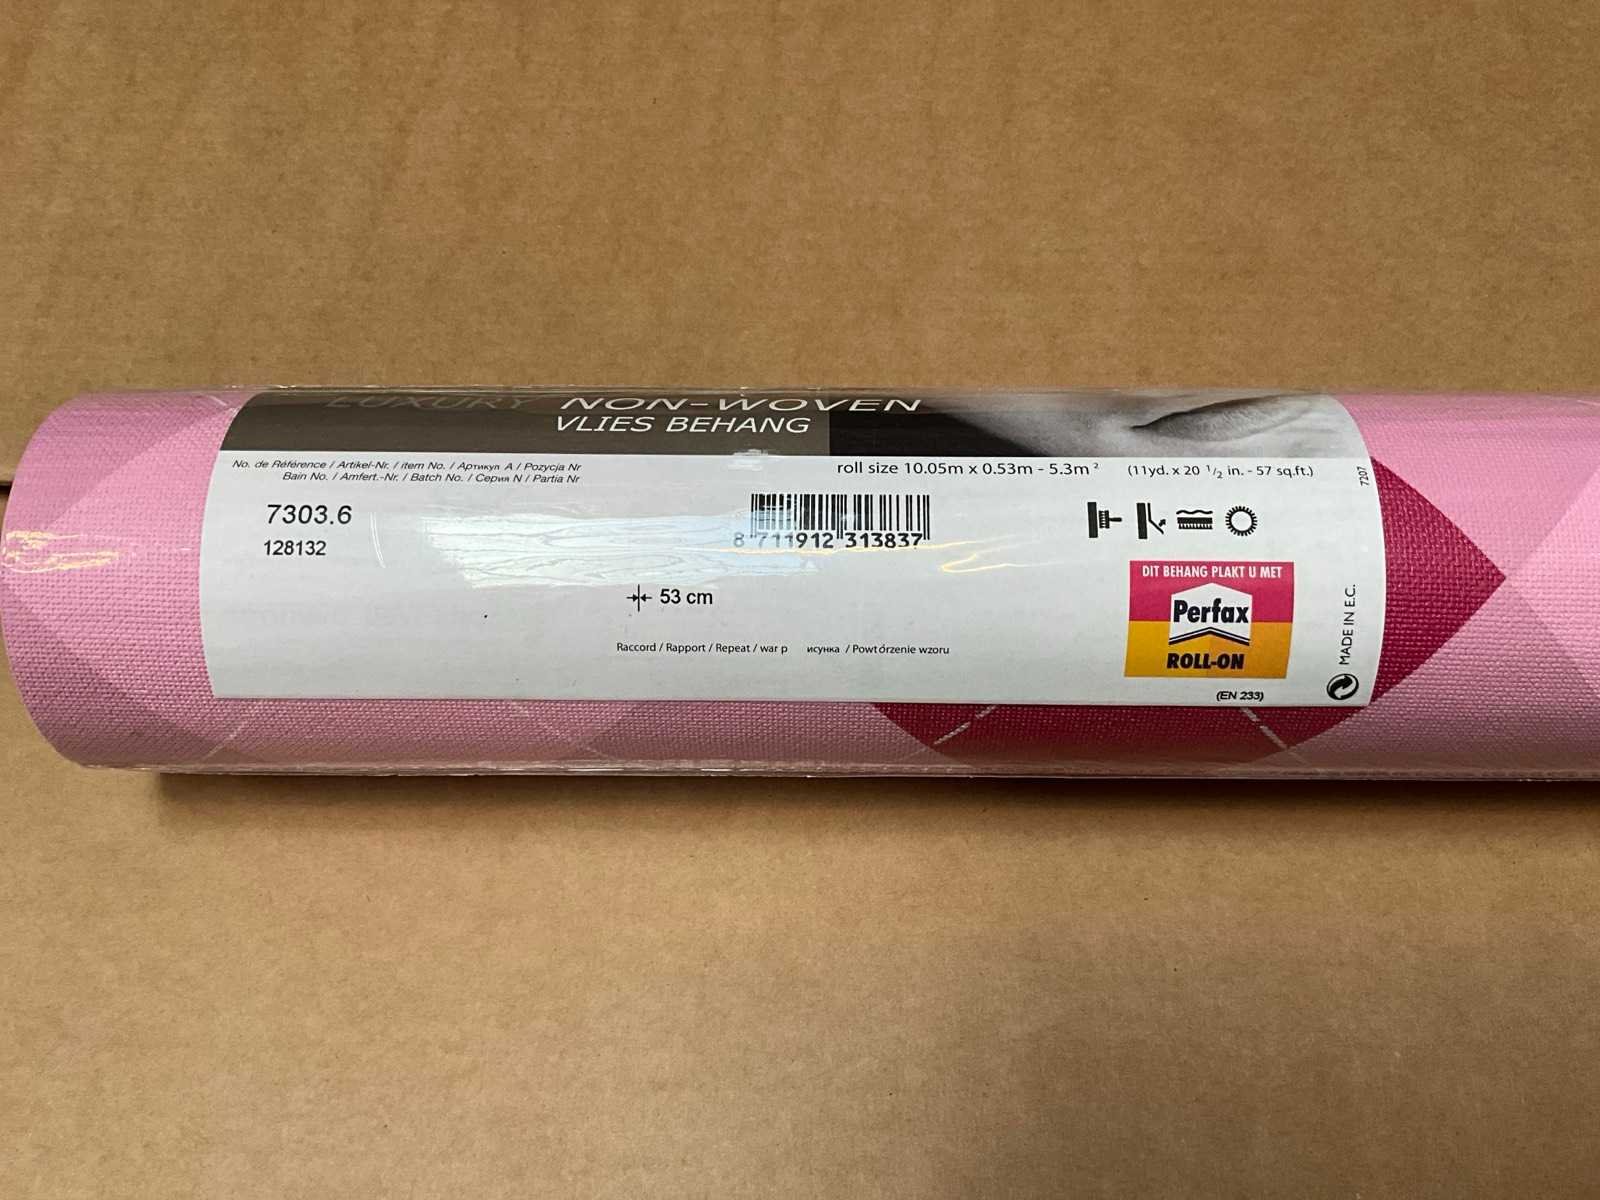 LUXURY NON-WOVEN
VLIES BEHANG
No. de Référence / Artikel-Nr. / item No. / Артикул А / Pozycja Nr
Bain No. / Amfert.-Nr. / Batch No. / Серия N / Partia Nr
roll size 10.05m x 0.53m - 5.3m² (11yd. x 20 1/2 in. - 57 sq.ft.)
7207
7303.6
128132
8 711912 313837
53 cm
Raccord / Rapport / Repeat / war p исунка / Powtórzenie wzoru
DIT BEHANG PLAKT U MET
Perfax
ROLL-ON
(EN 233)
MADE IN E.C.